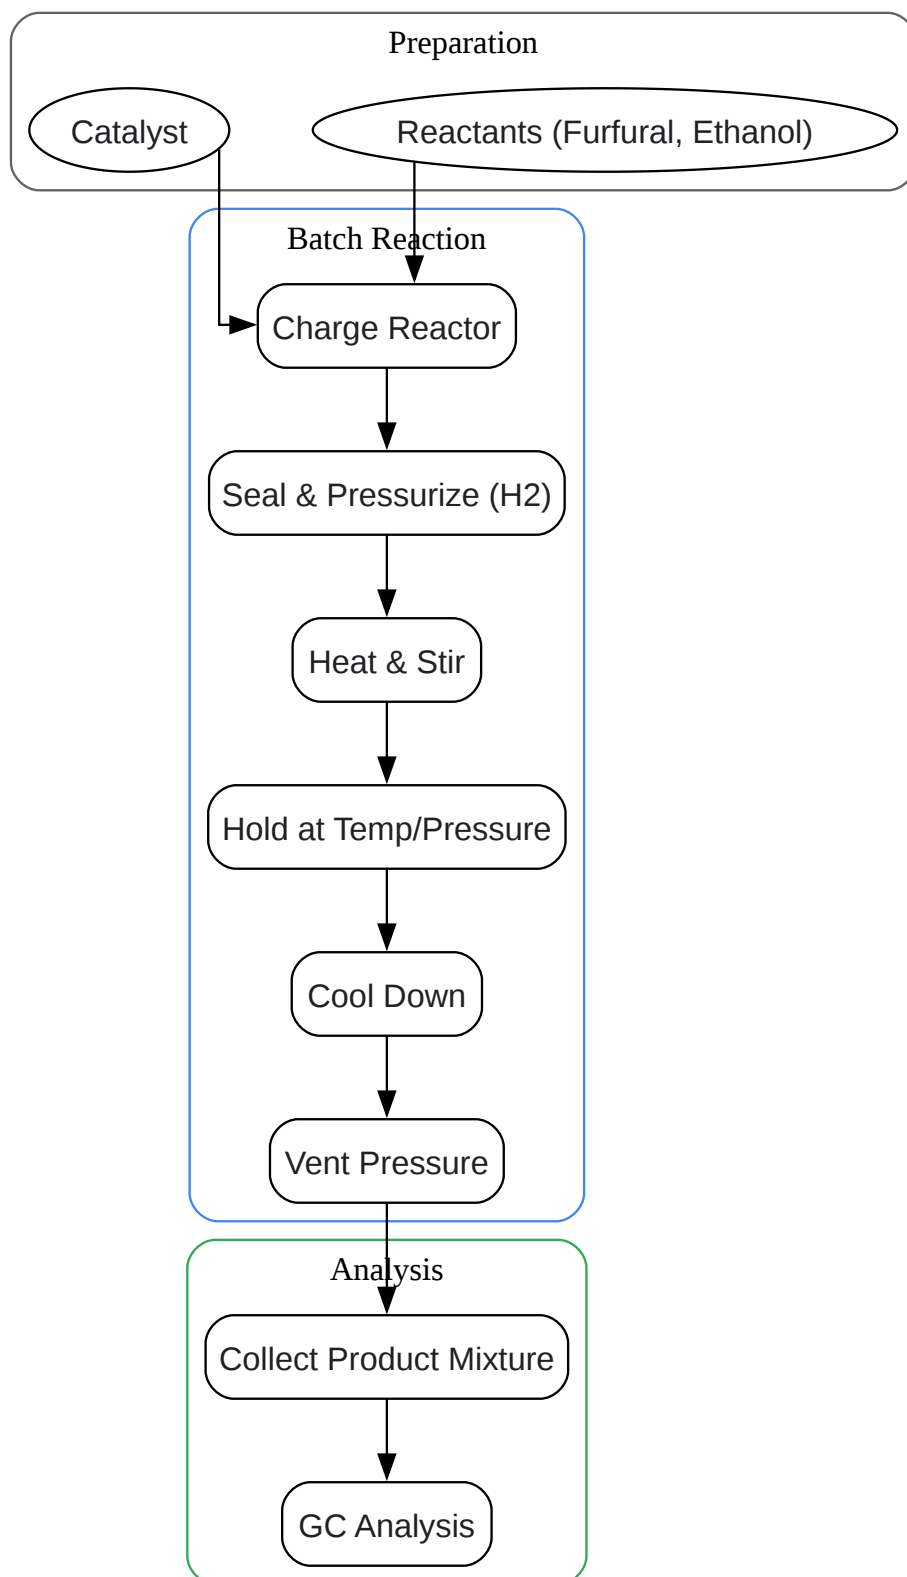 Preparation
Catalyst
Reactants (Furfural, Ethanol)
Batch Reaction
Charge Reactor
Seal & Pressurize (H2)
Heat & Stir
Hold at Temp/Pressure
Cool Down
Vent Pressure
Analysis
Collect Product Mixture
GC Analysis